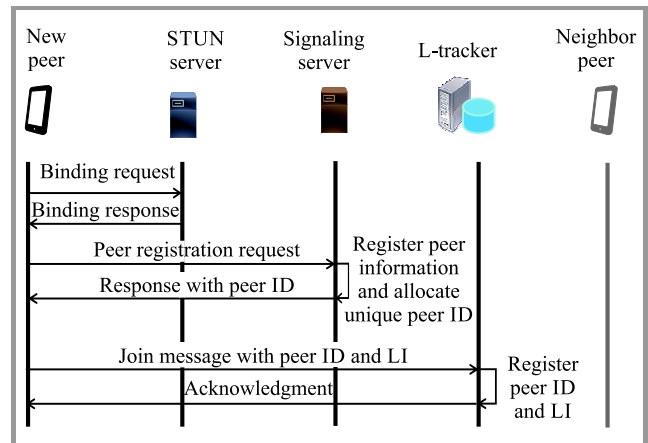 New
peer
STUN
server
Signaling
server
L-tracker
Neighbor
peer
Binding request
Binding response
Peer registration request
Response with peer ID
Register peer
information
and allocate
unique peer ID
Join message with peer ID and LI
Acknowledgment
Register
peer ID
and LI